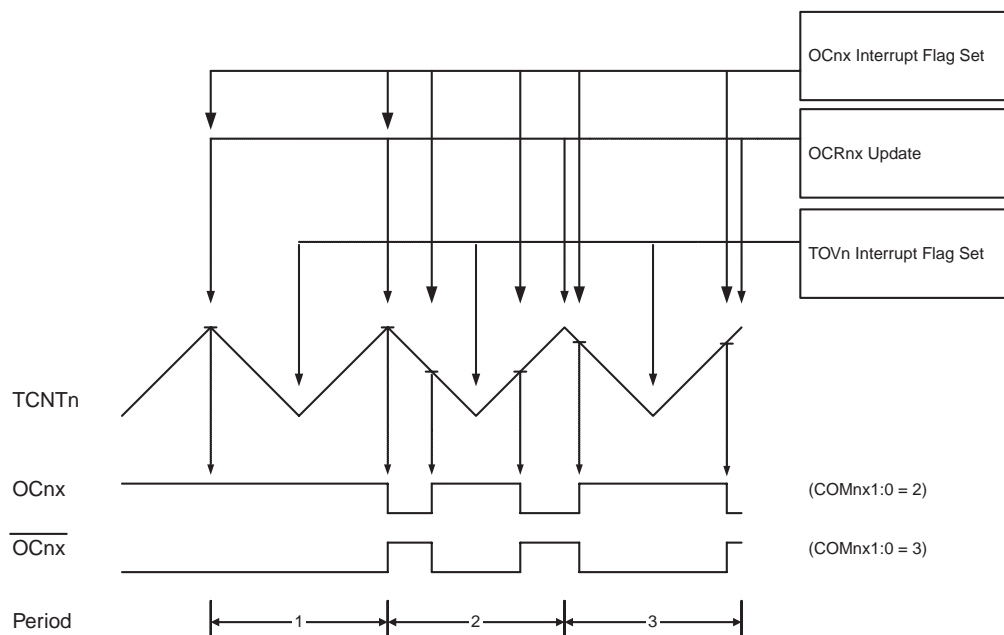 OCnx Interrupt Flag Set
OCRnx Update
TOVn Interrupt Flag Set
TCNTn
OCnx
(COMnx1:0 = 2)
OCnx
(COMnx1:0 = 3)
Period
1
2
3